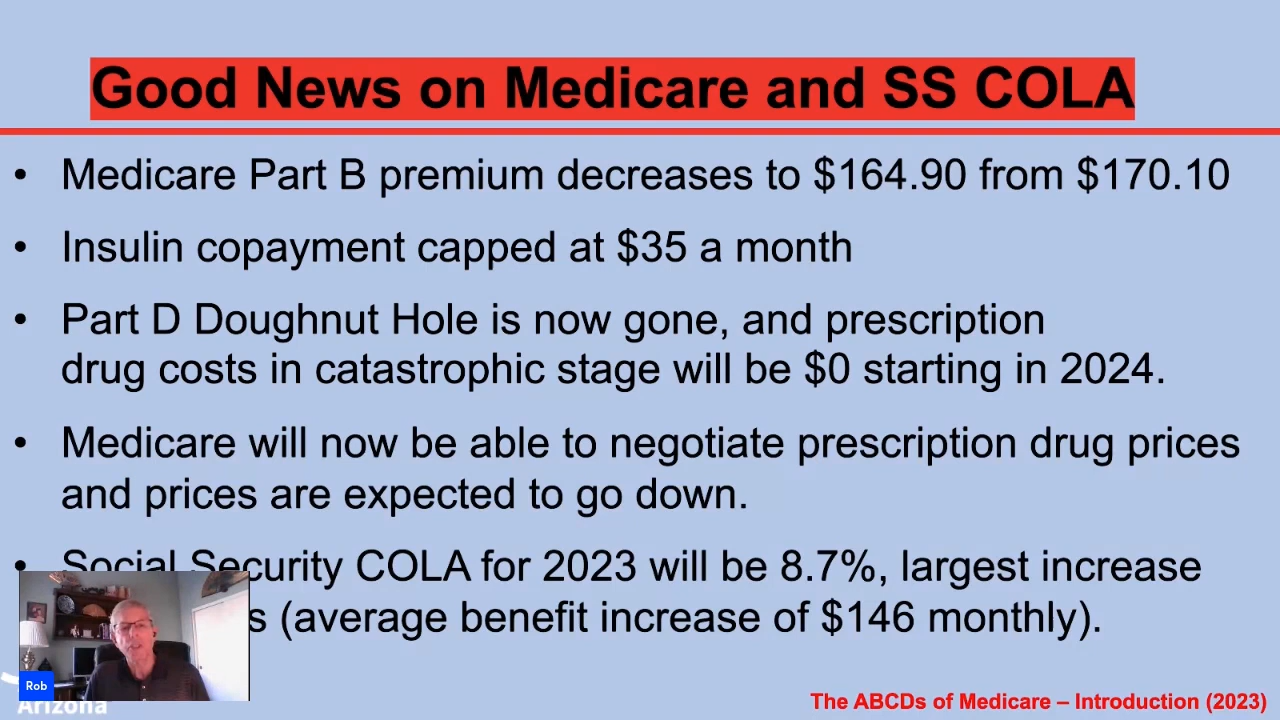 Good News on Medicare and SS COLA
• Medicare Part B premium decreases to $164.90 from $170.10
• Insulin copayment capped at $35 a month
• Part D Doughnut Hole is now gone, and prescription
drug costs in catastrophic stage will be $0 starting in 2024.
• Medicare will now be able to negotiate prescription drug prices
and prices are expected to go down.
• Social Security COLA for 2023 will be 8.7%, largest increase
(average benefit increase of $146 monthly).
Rob
Arizona
The ABCDs of Medicare – Introduction (2023)